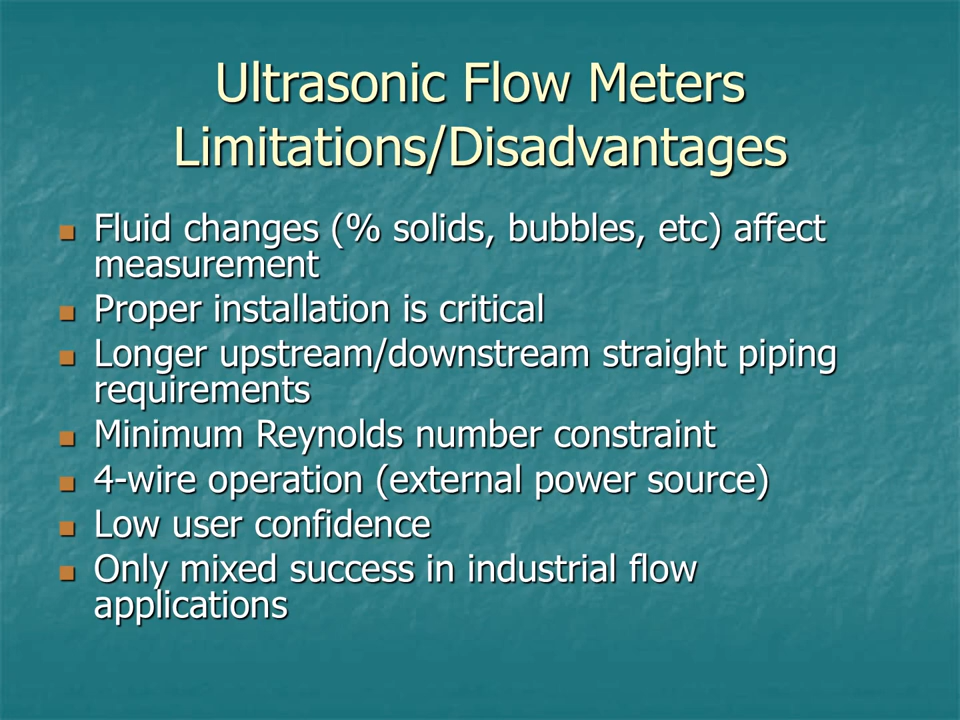 Ultrasonic Flow Meters
Limitations/Disadvantages
Fluid changes (% solids, bubbles, etc) affect
measurement
Proper installation is critical
Longer upstream/downstream straight piping
requirements
Minimum Reynolds number constraint
4-wire operation (external power source)
Low user confidence
Only mixed success in industrial flow
applications